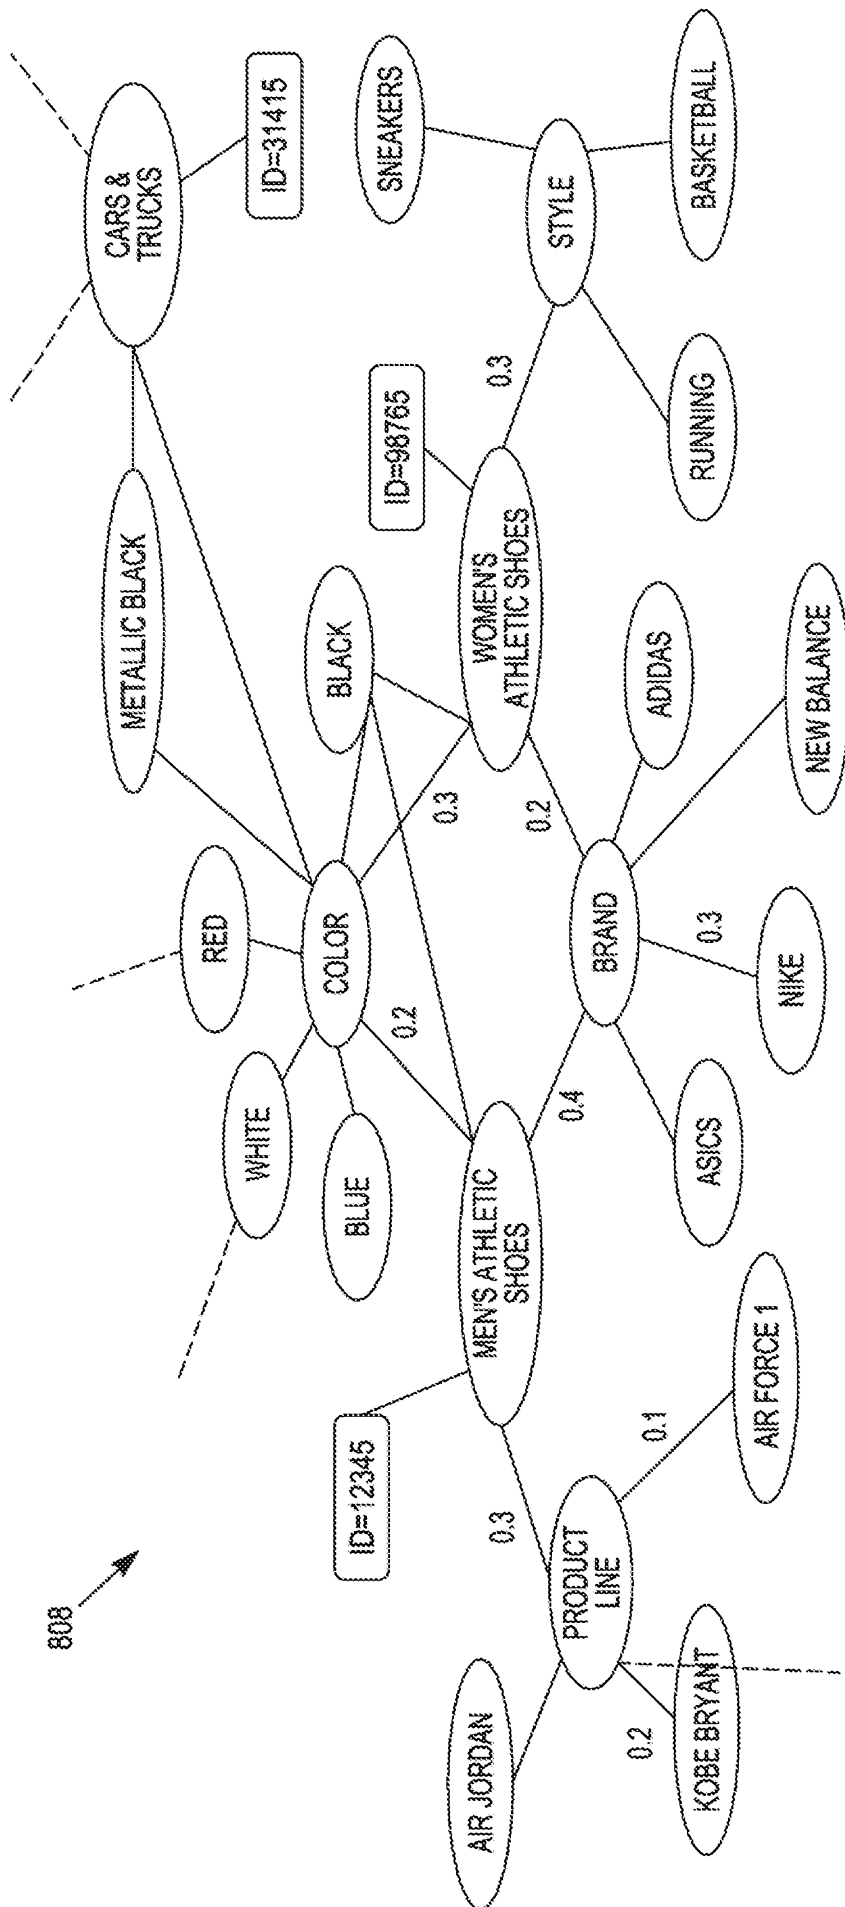 808
CARS &
TRUCKS
ID=31415
METALLIC BLACK
RED
WHITE
BLUE
COLOR
BLACK
ID=98765
SNEAKERS
ID=12345
0.2
0.3
0.3
AIR JORDAN
0.3
MEN'S ATHLETIC
SHOES
WOMEN'S
ATHLETIC SHOES
STYLE
0.4
0.2
PRODUCT
LINE
BRAND
0.2
0.1
0.3
KOBE BRYANT
AIR FORCE 1
ASICS
NIKE
ADIDAS
NEW BALANCE
RUNNING
BASKETBALL